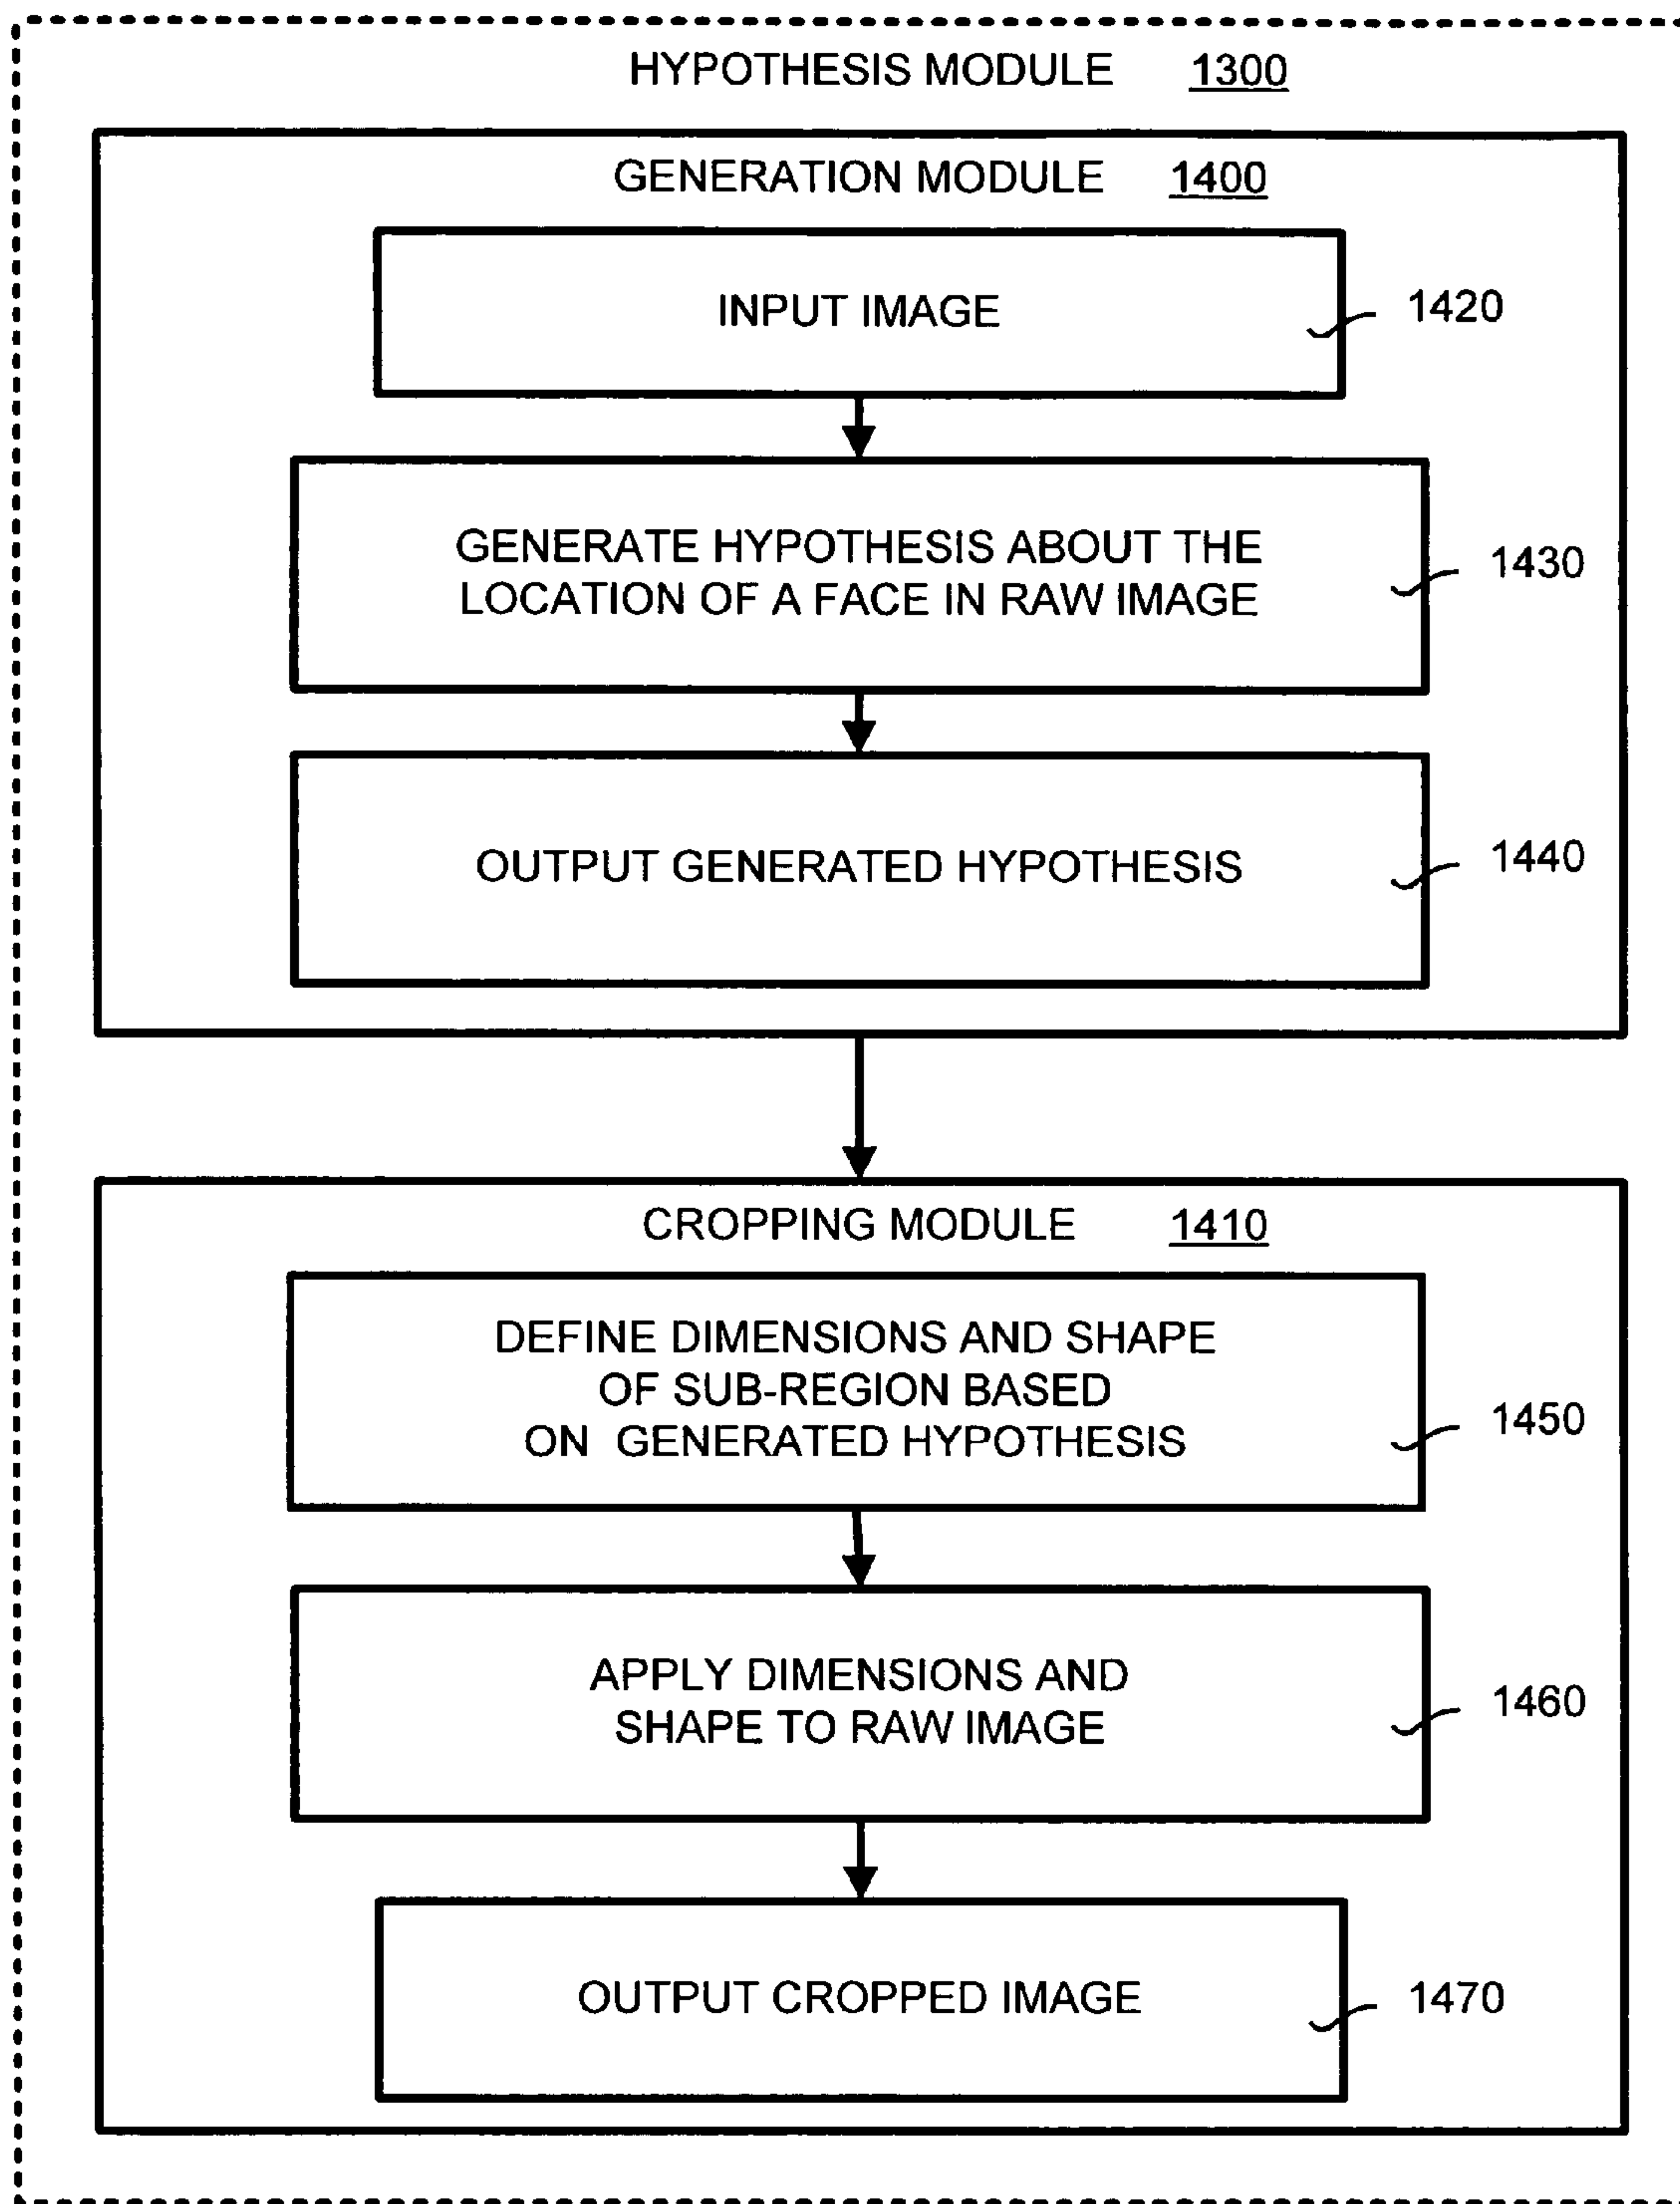 HYPOTHESIS MODULE 1300
GENERATION MODULE 1400
INPUT IMAGE
1420
GENERATE HYPOTHESIS ABOUT THE
LOCATION OF A FACE IN RAW IMAGE
1430
OUTPUT GENERATED HYPOTHESIS
1440
CROPPING MODULE 1410
DEFINE DIMENSIONS AND SHAPE
OF SUB-REGION BASED
ON GENERATED HYPOTHESIS
1450
APPLY DIMENSIONS AND
SHAPE TO RAW IMAGE
1460
OUTPUT CROPPED IMAGE
1470